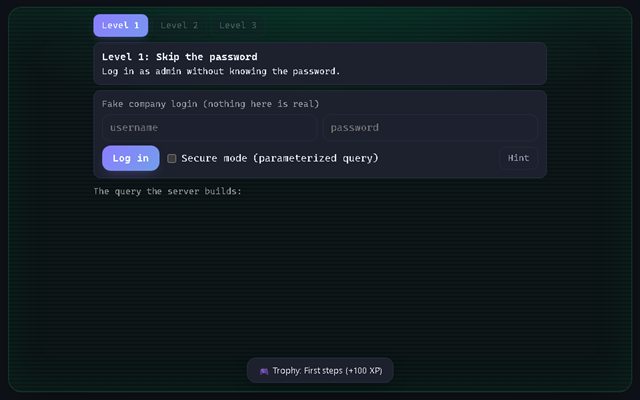 Level 1 Level 2 Level 3
Level 1: Skip the password
Log in as admin without knowing the password.
Fake company login (nothing here is real)
username password
Log in Secure mode (parameterized query) Hint
The query the server builds:
🎮 Trophy: First steps (+100 XP)